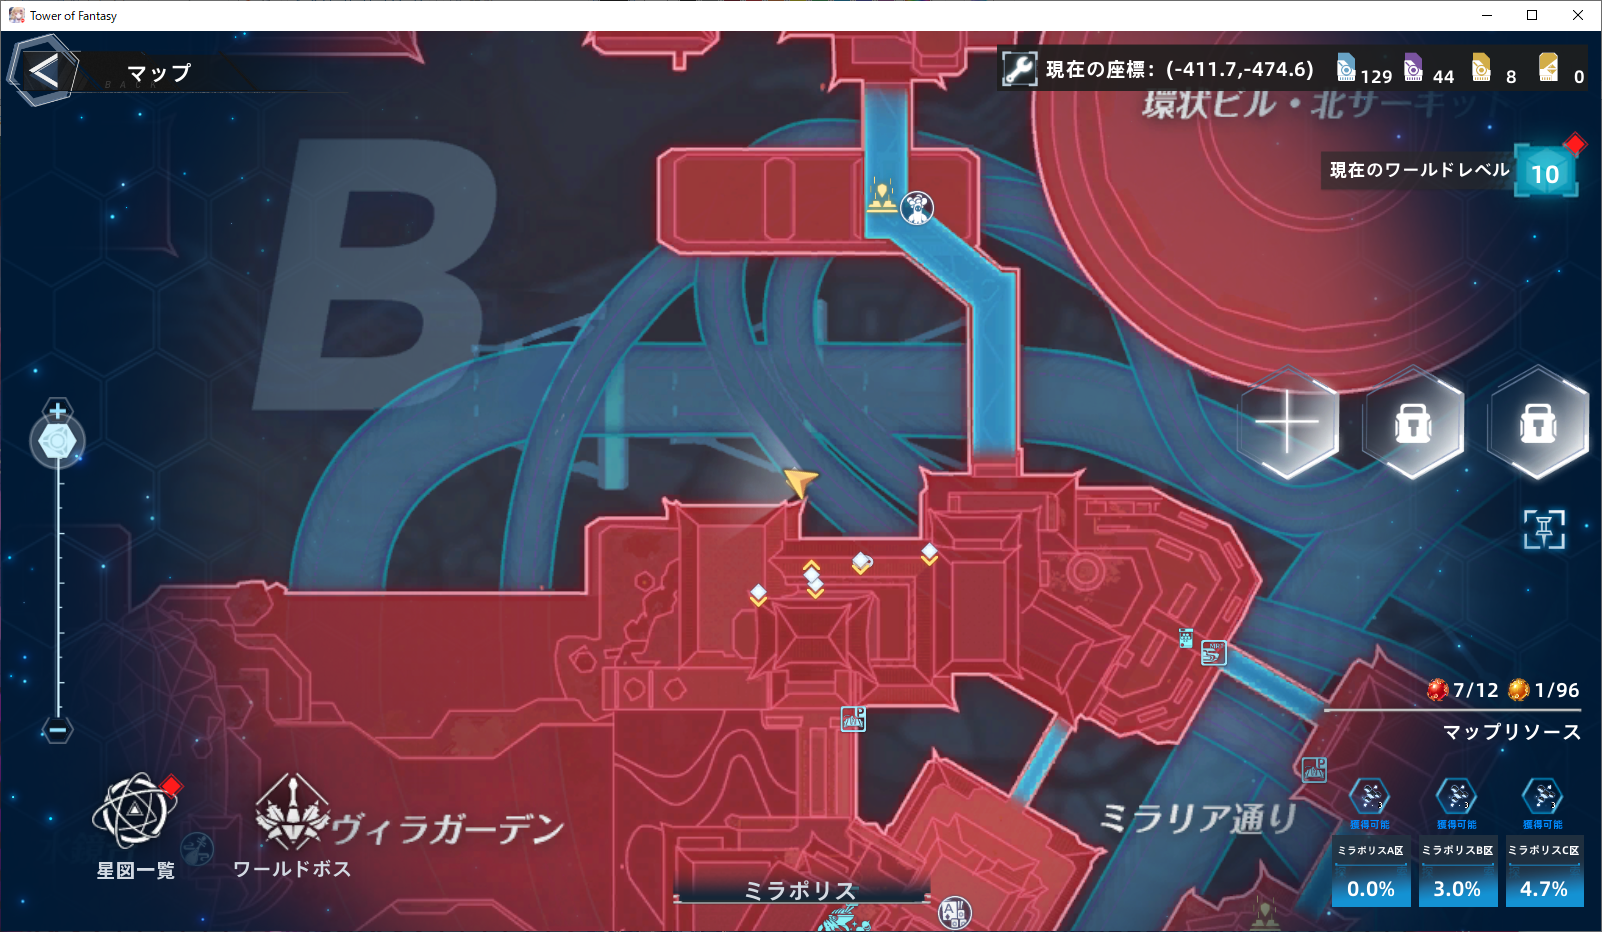 Tower of Fantasy
マップ
BACK
現在の座標: (-411.7,-474.6)
129
44
8
0
環状ビル・北サーキット
現在のワールドレベル
10
B
7/12
1/96
マップリソース
ヴィラガーデン
ミラリア通り
星図一覧
ワールドボス
ミラポリス
3
3
3
獲得可能
獲得可能
獲得可能
ミラポリスA区
ミラポリスB区
ミラポリスC区
0.0%
3.0%
4.7%